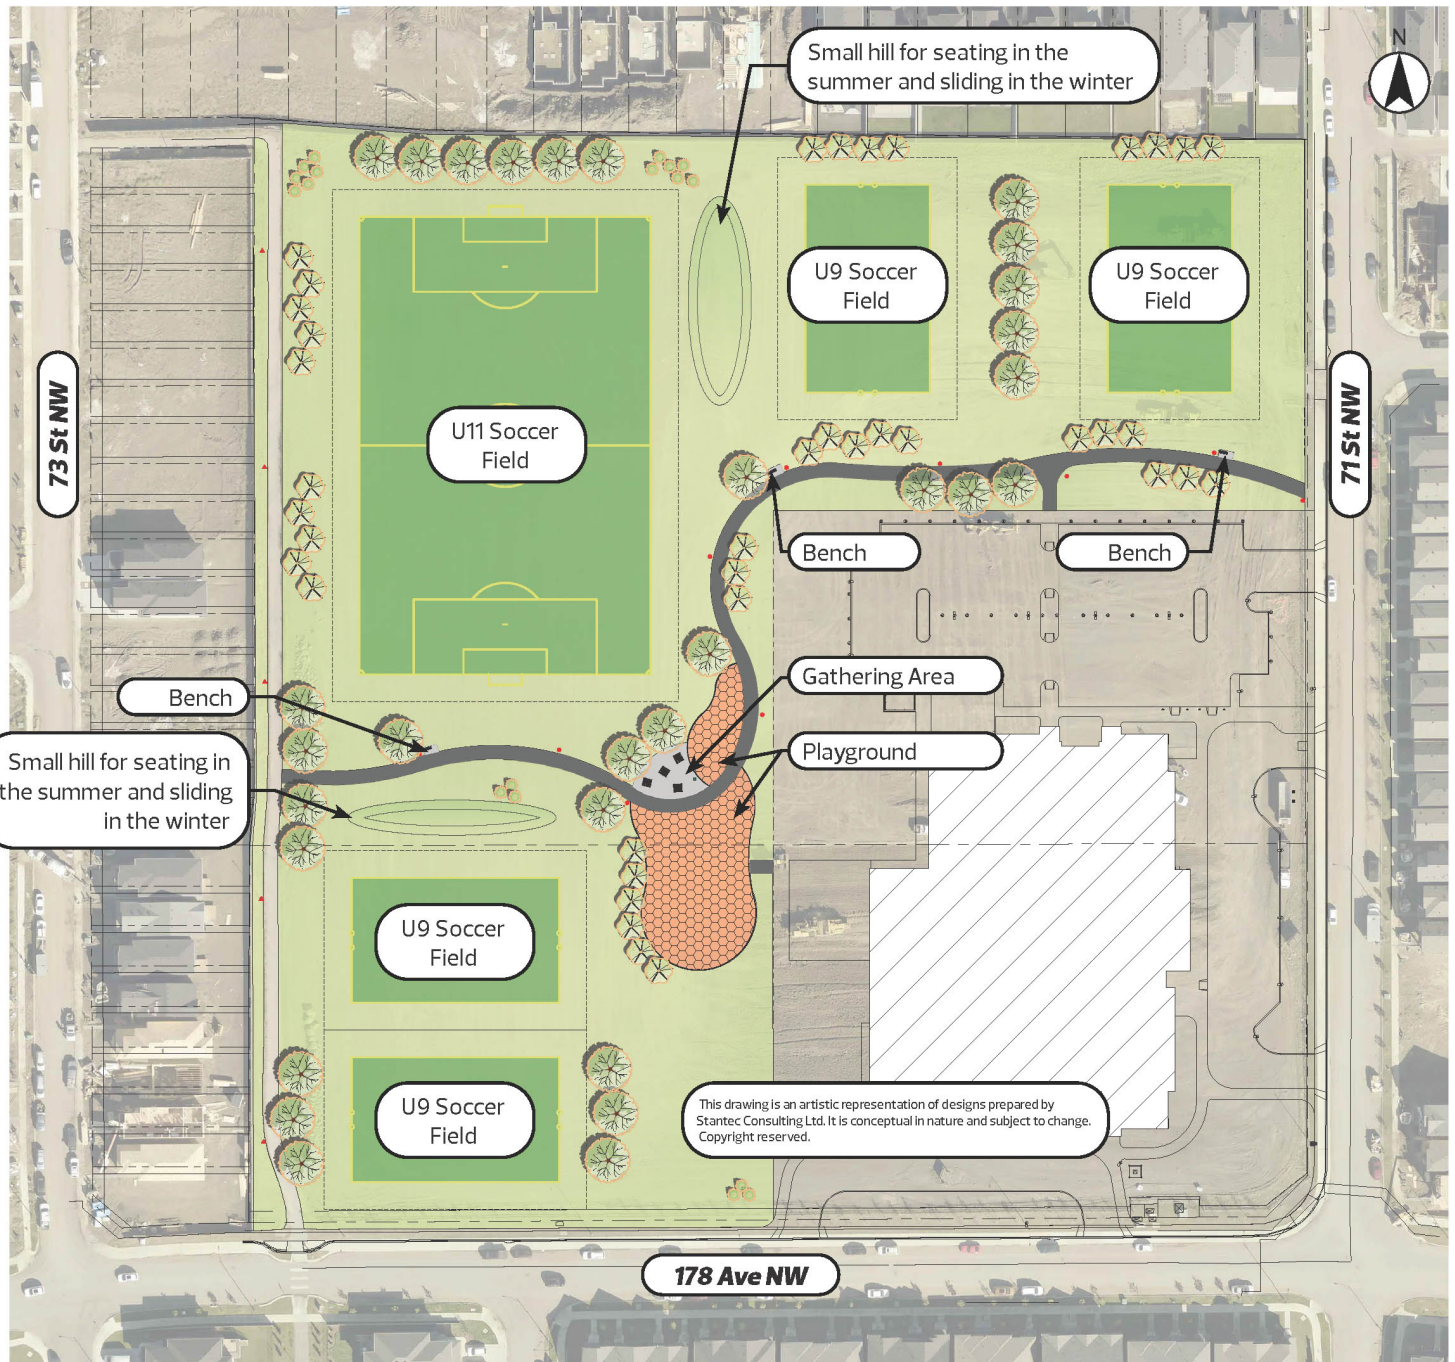 Small hill for seating in the
summer and sliding in the winter
N
U9 Soccer
Field
U9 Soccer
Field
73 St NW
U11 Soccer
Field
71 St NW
Bench
Bench
Gathering Area
Bench
Playground
Small hill for seating in
the summer and sliding
in the winter
U9 Soccer
Field
U9 Soccer
Field
This drawing is an artistic representation of designs prepared by
Stantec Consulting Ltd. It is conceptual in nature and subject to change.
Copyright reserved.
178 Ave NW